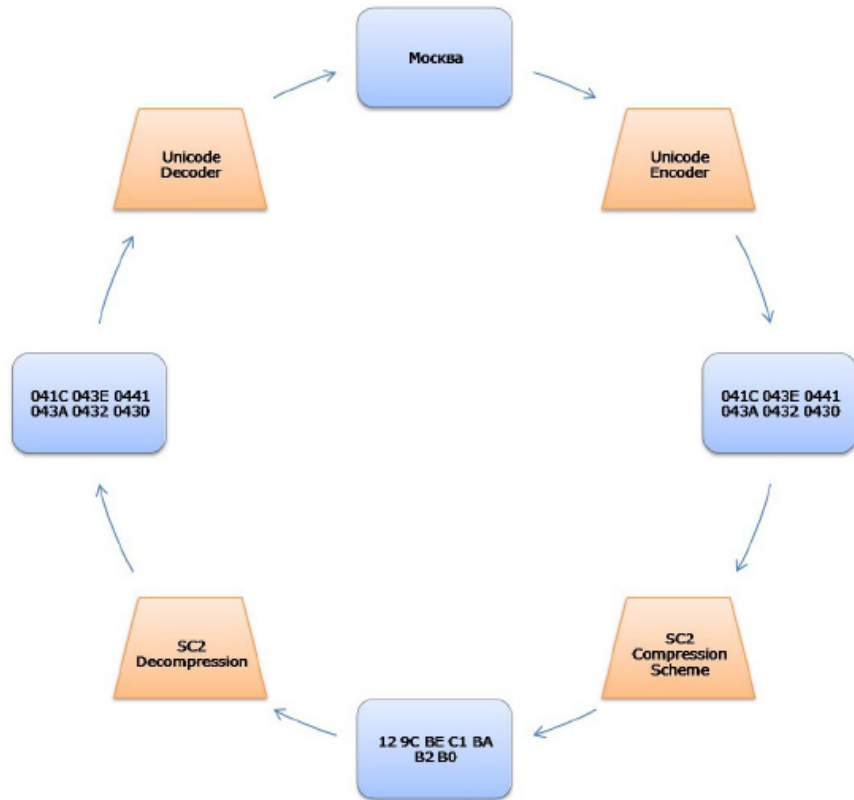 Москва
Unicode
Decoder
Unicode
Encoder
041C 043E 0441
043A 0432 0430
041C 043E 0441
043A 0432 0430
SC2
Decompression
SC2
Compression
Scheme
12 9C BE C1 BA
B2 B0